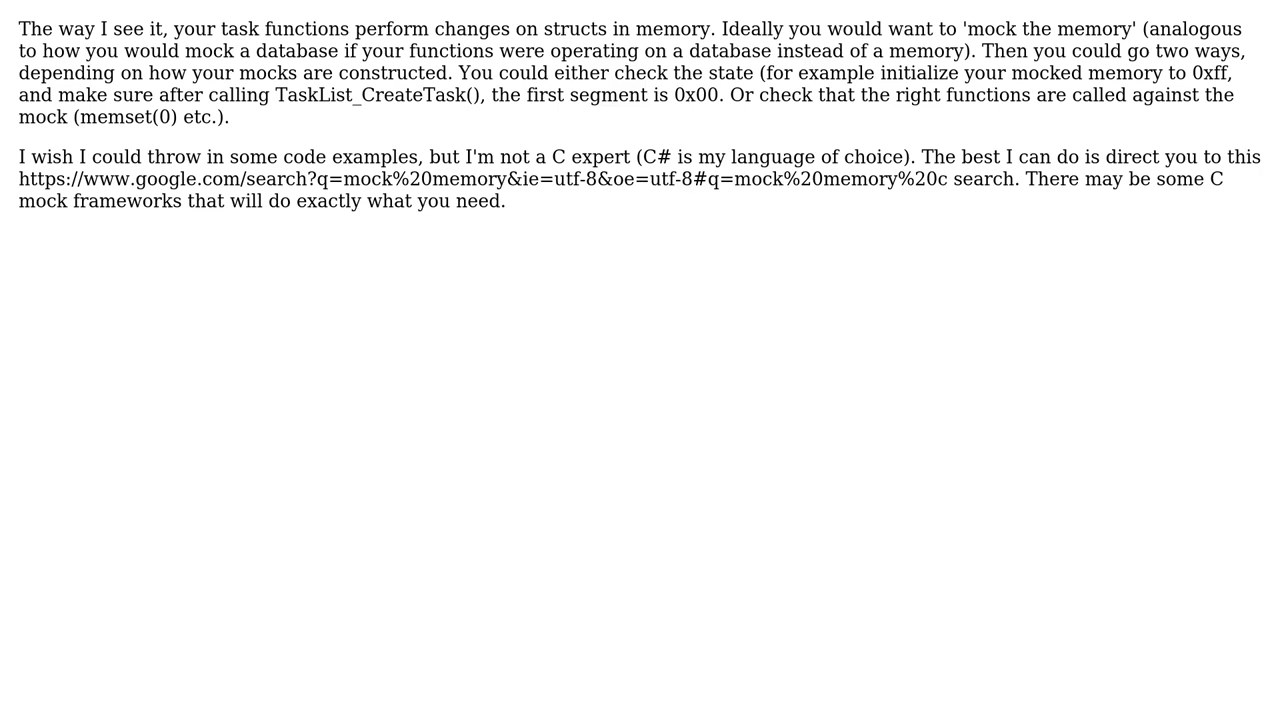 The way I see it, your task functions perform changes on structs in memory. Ideally you would want to 'mock the memory' (analogous
to how you would mock a database if your functions were operating on a database instead of a memory). Then you could go two ways,
depending on how your mocks are constructed. You could either check the state (for example initialize your mocked memory to 0xff,
and make sure after calling TaskList_CreateTask(), the first segment is 0x00. Or check that the right functions are called against the
mock (memset(0) etc.).
I wish I could throw in some code examples, but I'm not a C expert (C# is my language of choice). The best I can do is direct you to this
https://www.google.com/search?q=mock%20memory&ie=utf-8&oe=utf-8#q=mock%20memory%20c search. There may be some C
mock frameworks that will do exactly what you need.